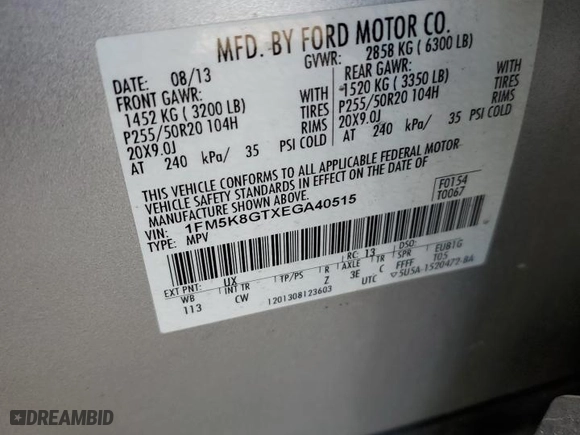 MFD. BY FORD MOTOR CO.
DATE: 08/13 GVWR: 2858 KG ( 6300 LB)
FRONT GAWR: REAR GAWR:
1452 KG ( 3200 LB) WITH 1520 KG ( 3350 LB) WITH
P255/50R20 104H TIRES P255/50R20 104H TIRES
20X9.0J RIMS 20X9.0J RIMS
AT 240 kPa/ 35 PSI COLD AT 240 kPa/ 35 PSI COLD
THIS VEHICLE CONFORMS TO ALL APPLICABLE FEDERAL MOTOR
VEHICLE SAFETY STANDARDS IN EFFECT ON THE DATE OF
MANUFACTURE SHOWN ABOVE.
VIN: 1FM5K8GTXEGA40515 F0154
TYPE: MPV T0067
EXT PNT: UX RC: 13 DSO:
WB INT TR TP/PS R AXLE TR SPR EUB1G
113 CW Z 3E C FFFF T05
1201308123603 UTC ▽5U5A-1520472-BA
DREAMBID